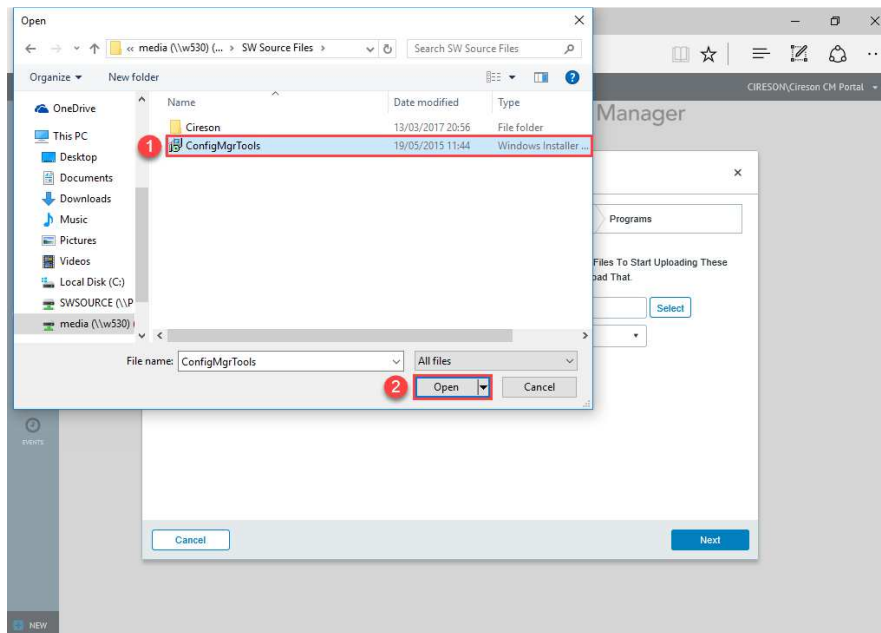 Open
« media (\\w530) (... > SW Source Files >
Search SW Source Files
Organize
New folder
CIRESON\Cireson CM Portal
Manager
OneDrive
This PC
Desktop
Documents
Downloads
Music
Pictures
Videos
Local Disk (C:)
SWSOURCE (\\P
media (\\w530) (
Name Date modified Type
Cireson 13/03/2017 20:56 File folder
1 ConfigMgrTools 19/05/2015 11:44 Windows Installer ...
Programs
Files To Start Uploading These
oad That.
Select
File name: ConfigMgrTools All files
2 Open Cancel
EVENTS
Cancel Next
NEW